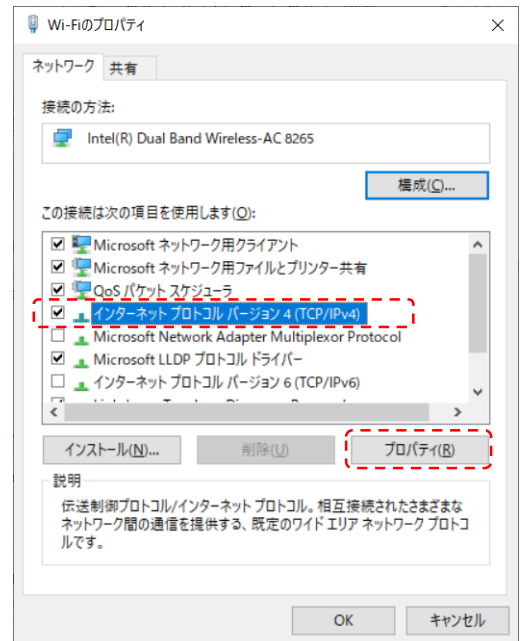 Wi-Fiのプロパティ
ネットワーク
共有
接続の方法:
Intel(R) Dual Band Wireless-AC 8265
構成(C)...
この接続は次の項目を使用します(O):
Microsoft ネットワーク用クライアント
Microsoft ネットワーク用ファイルとプリンター共有
QoS パケット スケジューラ
インターネット プロトコル バージョン 4 (TCP/IPv4)
Microsoft Network Adapter Multiplexor Protocol
Microsoft LLDP プロトコル ドライバー
インターネット プロトコル バージョン 6 (TCP/IPv6)
インストール(N)...
削除(U)
プロパティ(R)
説明
伝送制御プロトコル/インターネット プロトコル。相互接続されたさまざまな
ネットワーク間の通信を提供する、既定のワイド エリア ネットワーク プロトコ
ルです。
OK
キャンセル